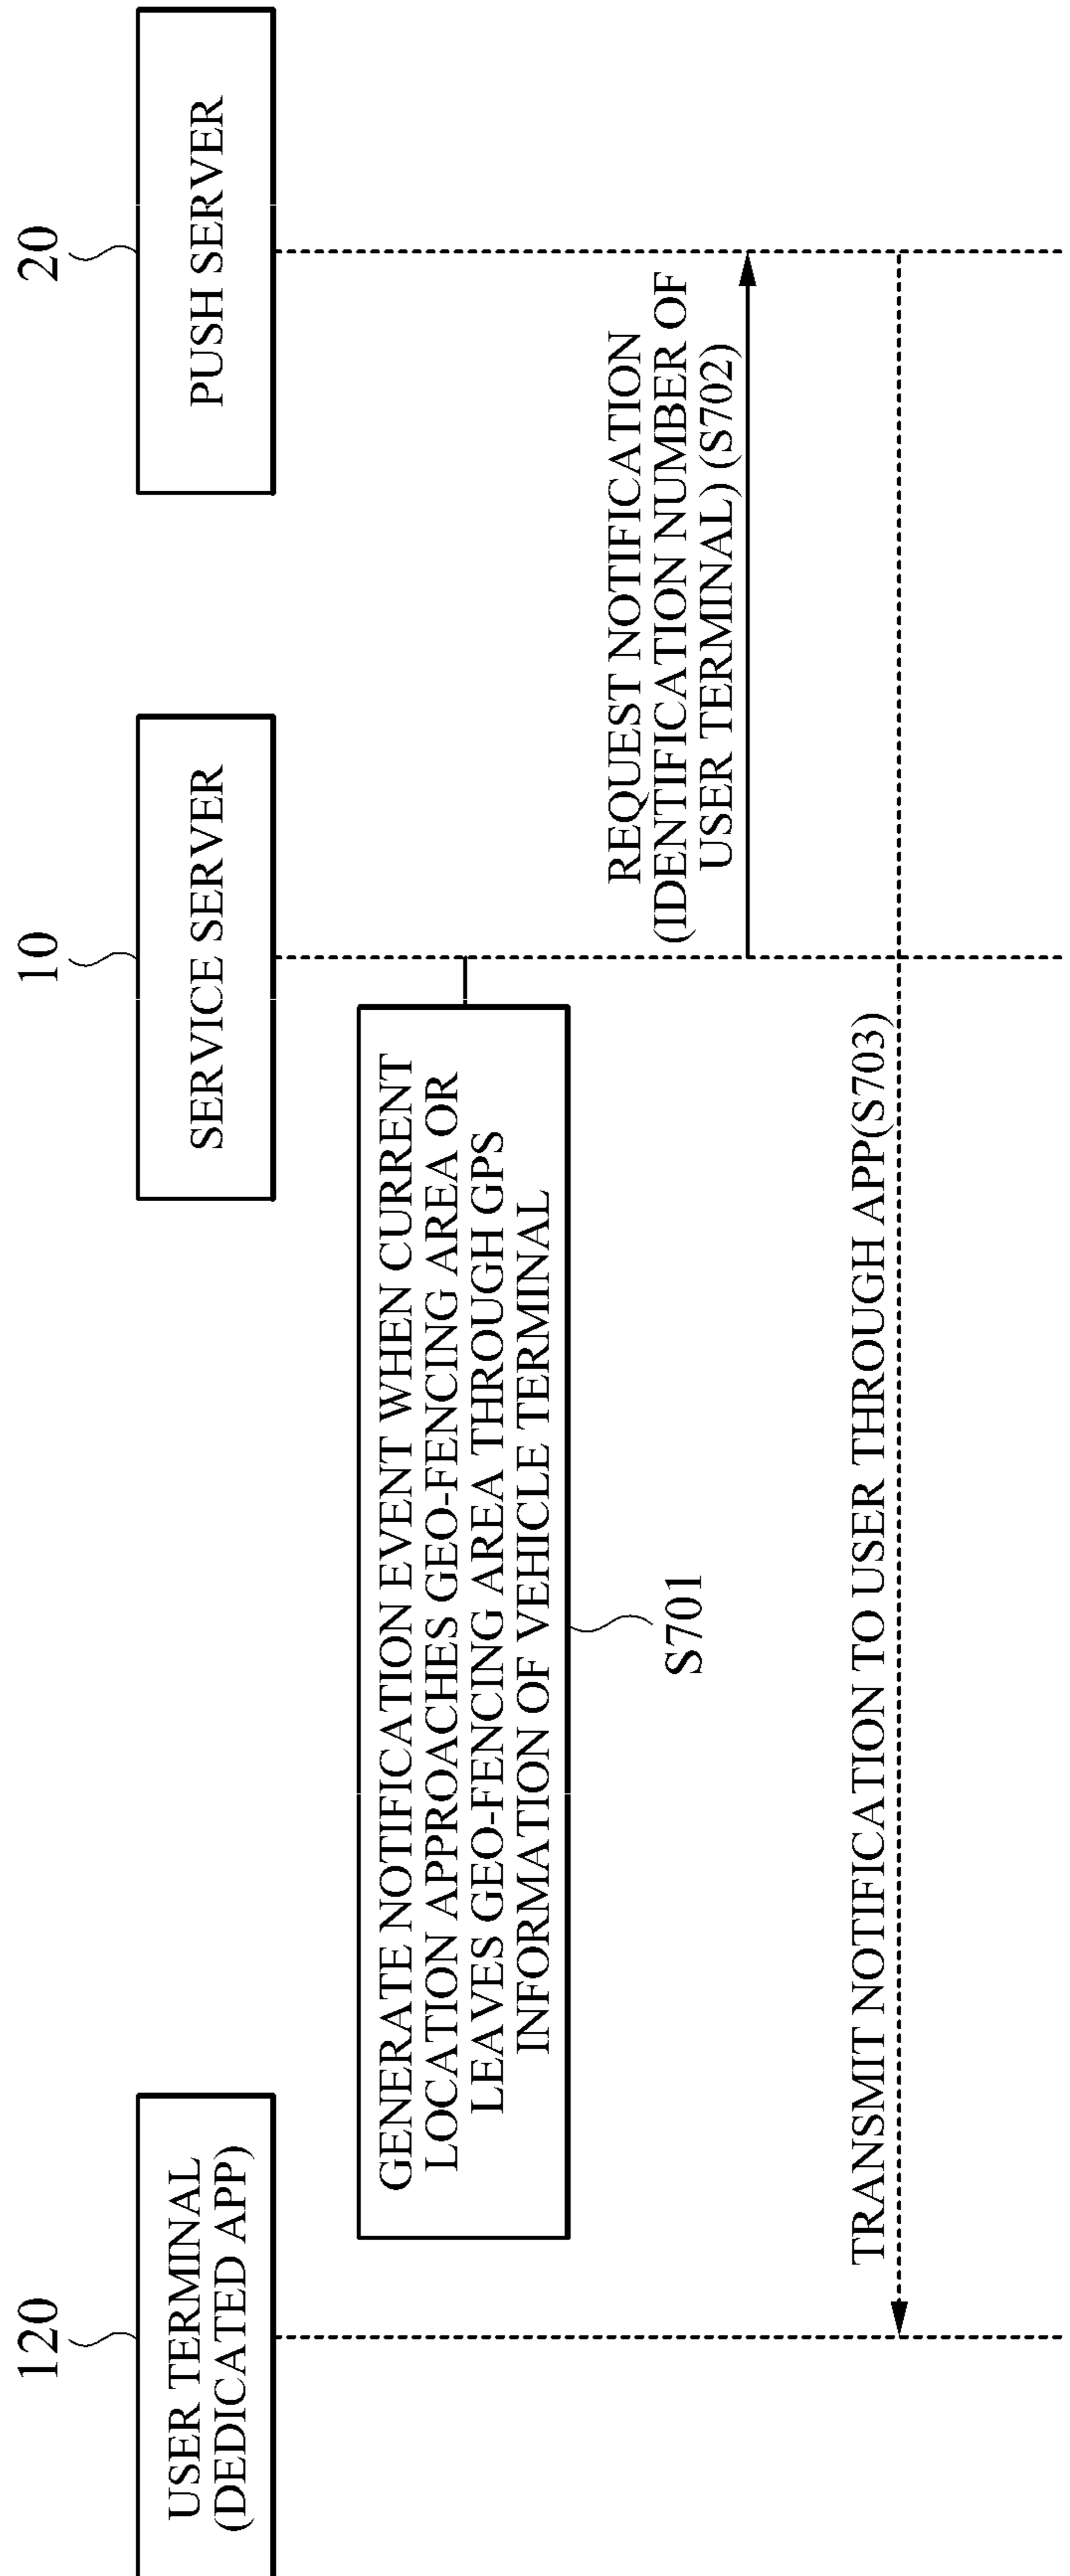 120
USER TERMINAL
(DEDICATED APP)
10
SERVICE SERVER
20
PUSH SERVER
GENERATE NOTIFICATION EVENT WHEN CURRENT
LOCATION APPROACHES GEO-FENCING AREA OR
LEAVES GEO-FENCING AREA THROUGH GPS
INFORMATION OF VEHICLE TERMINAL
S701
REQUEST NOTIFICATION
(IDENTIFICATION NUMBER OF
USER TERMINAL) (S702)
TRANSMIT NOTIFICATION TO USER THROUGH APP(S703)